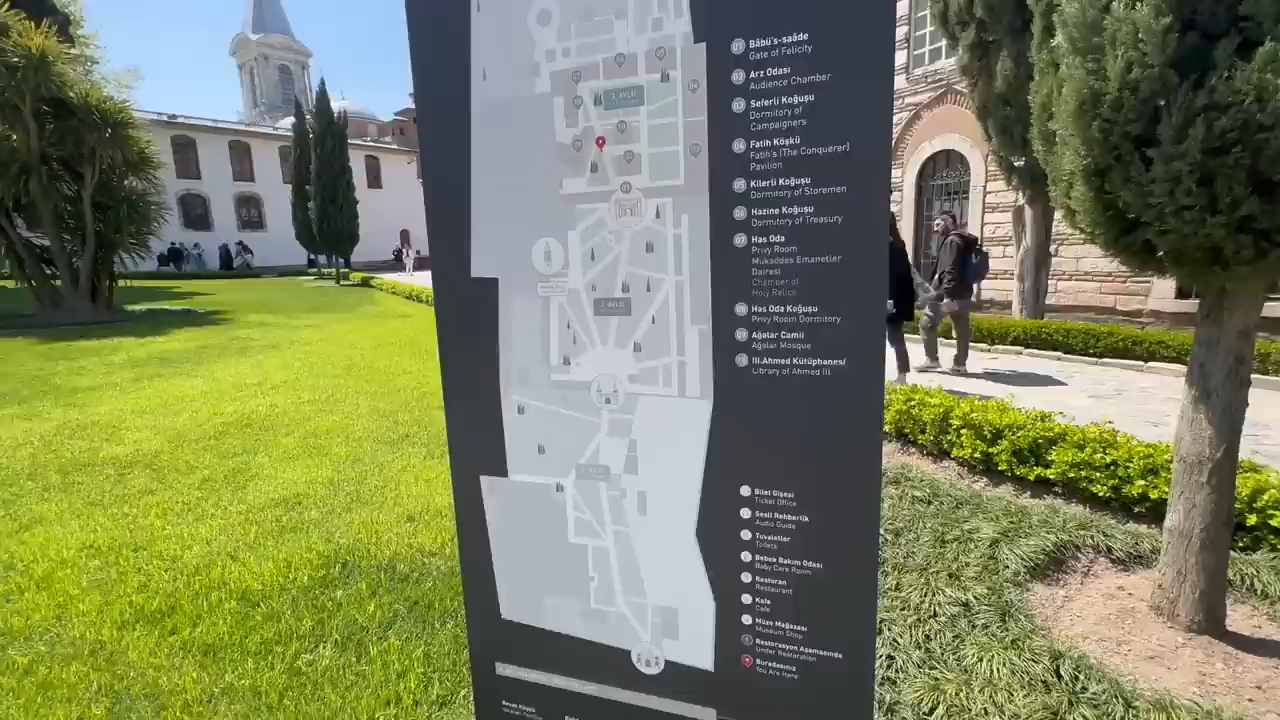 3. AVLU
2. AVLU
01
Bâbü's-saâde
Gate of Felicity
02
Arz Odası
Audience Chamber
03
Seferli Koğuşu
Dormitory of
Campaigners
04
Fatih Köşkü
Fatih's (The Conquerer)
Pavilion
05
Kilerli Koğuşu
Dormitory of Storemen
06
Hazine Koğuşu
Dormitory of Treasury
07
Has Oda
Privy Room
Mukaddes Emanetler
Dairesi
Chamber of
Holy Relics
08
Has Oda Koğuşu
Privy Room Dormitory
09
Ağalar Camii
Ağalar Mosque
10
III.Ahmed Kütüphanesi
Library of Ahmed III
Bilet Gişesi
Ticket Office
Sesli Rehberlik
Audio Guide
Tuvaletler
Toilets
Bebek Bakım Odası
Baby Care Room
Restoran
Restaurant
Kafe
Cafe
Müze Mağazası
Museum Shop
Restorasyon Aşamasında
Under Restoration
Buradasınız
You Are Here